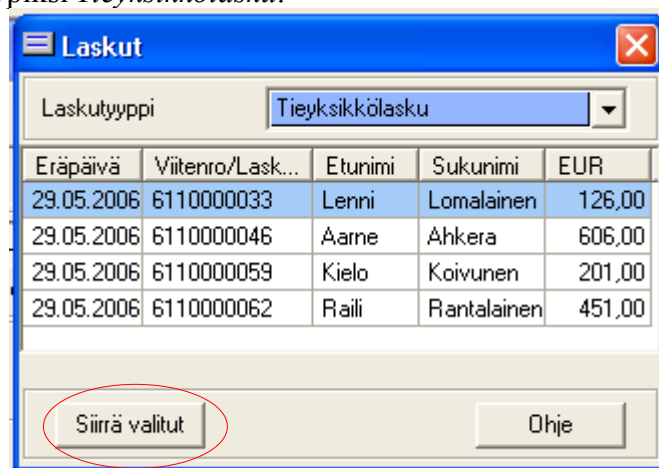 piksi Tieyksikkölasku.
Laskut
Laskutyyppi Tieyksikkölasku
Eräpäivä Viitenro/Lask... Etunimi Sukunimi EUR
29.05.2006 6110000033 Lenni Lomalainen 126,00
29.05.2006 6110000046 Aarne Ahkera 606,00
29.05.2006 6110000059 Kielo Koivunen 201,00
29.05.2006 6110000062 Raili Rantalainen 451,00
Siirrä valitut Ohje